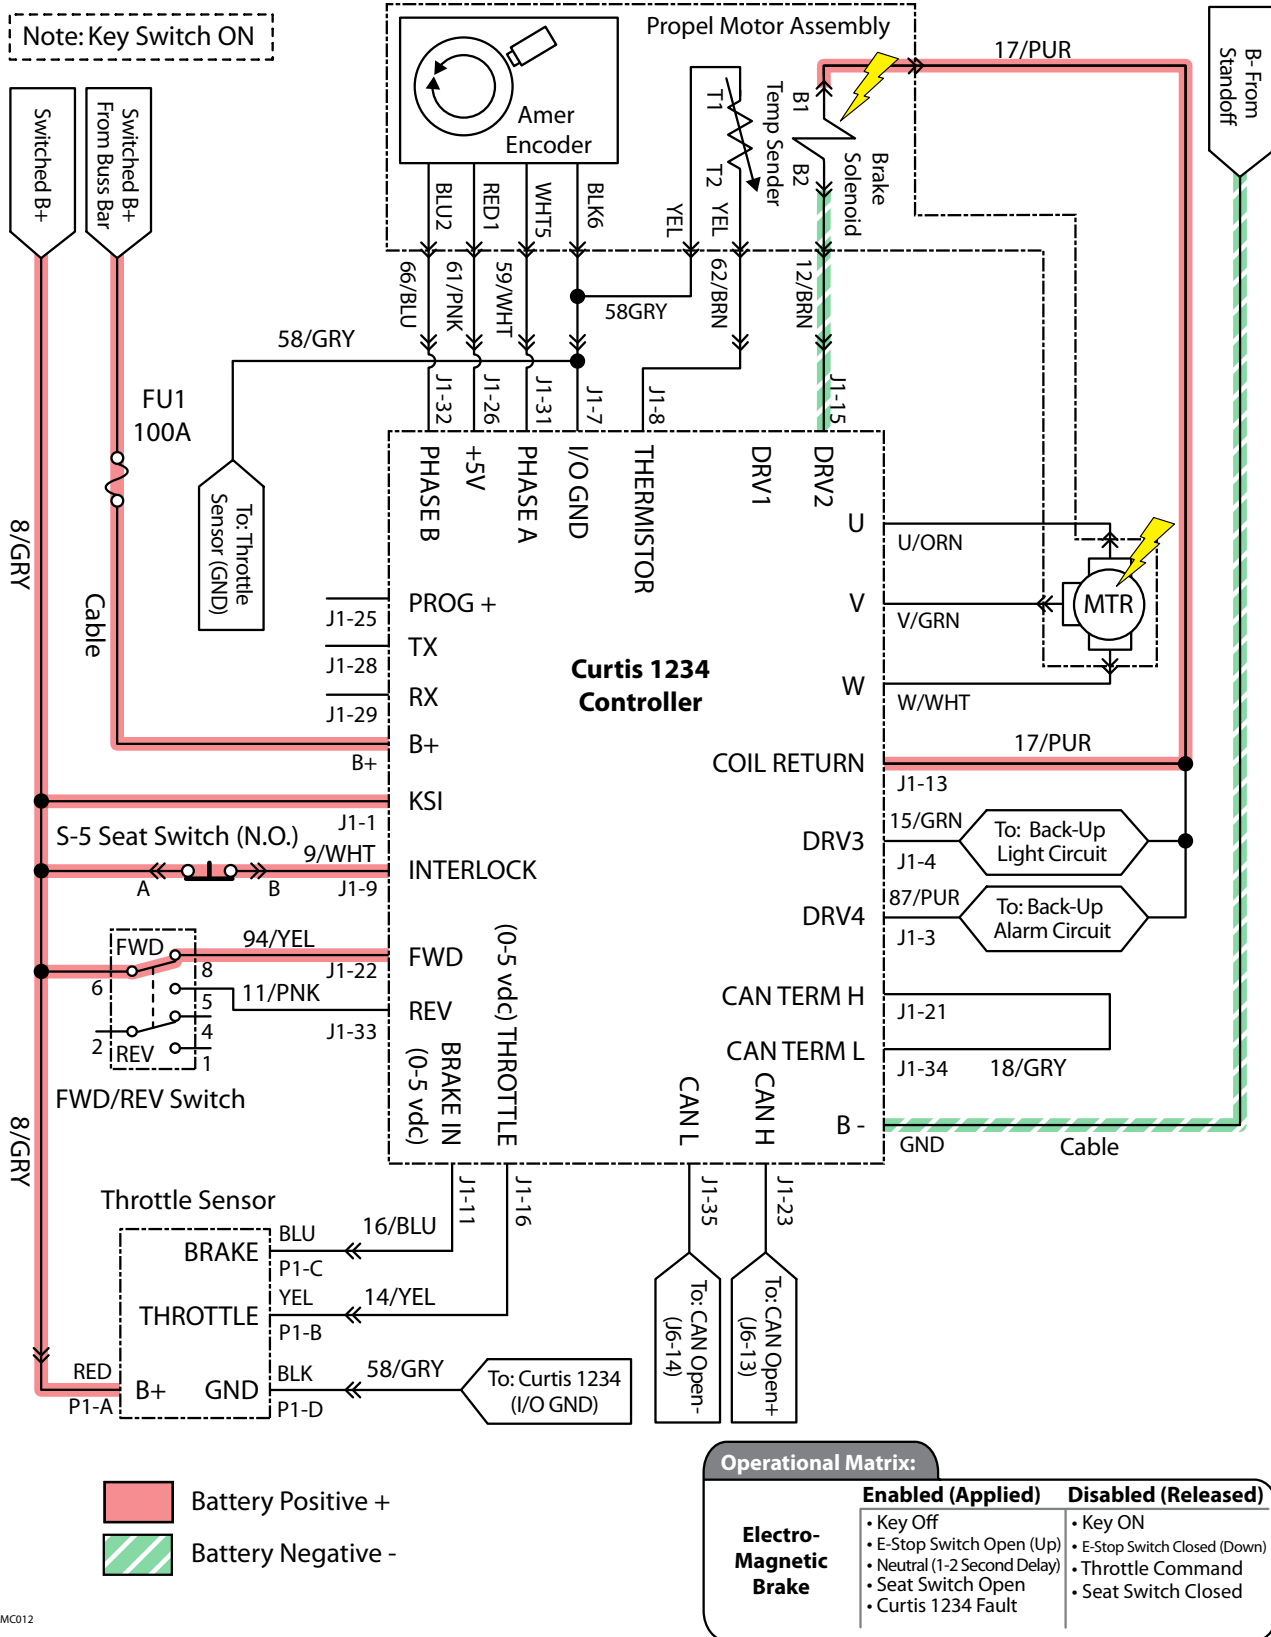 Note: Key Switch ON
Propel Motor Assembly
17/PUR
B- From
Standoff
Switched B+
Switched B+
From Buss Bar
Amer
Encoder
T1
T2
Temp Sender
B1
B2
Brake
Solenoid
BLU2
RED1
WHT5
BLK6
YEL
YEL
66/BLU
61/PNK
59/WHT
58GRY
62/BRN
12/BRN
58/GRY
J1-32
J1-26
J1-31
J1-7
J1-8
J1-15
FU1
100A
PHASE B
+5V
PHASE A
I/O GND
THERMISTOR
DRV1
DRV2
To: Throttle
Sensor (GND)
8/GRY
Cable
U
U/ORN
V
V/GRN
W
W/WHT
MTR
PROG +
J1-25
TX
J1-28
RX
J1-29
Curtis 1234
Controller
B+
B+
COIL RETURN
17/PUR
J1-13
KSI
J1-1
S-5 Seat Switch (N.O.)
9/WHT
A
B
J1-9
INTERLOCK
DRV3
15/GRN
J1-4
To: Back-Up
Light Circuit
DRV4
87/PUR
J1-3
To: Back-Up
Alarm Circuit
FWD
94/YEL
6
8
J1-22
FWD
11/PNK
5
4
2
REV
1
J1-33
REV
FWD/REV Switch
BRAKE IN
(0-5 vdc)
(0-5 vdc) THROTTLE
CAN TERM H
J1-21
CAN TERM L
J1-34
18/GRY
CAN L
CAN H
B -
GND
Cable
8/GRY
J1-11
J1-16
J1-35
J1-23
Throttle Sensor
BRAKE
BLU
16/BLU
P1-C
THROTTLE
YEL
14/YEL
P1-B
RED
P1-A
B+
GND
BLK
58/GRY
P1-D
To: Curtis 1234
(I/O GND)
To: CAN Open-
(J6-14)
To: CAN Open+
(J6-13)
Battery Positive +
Battery Negative -
Operational Matrix:
Enabled (Applied)
Disabled (Released)
Electro-
Magnetic
Brake
• Key Off
• E-Stop Switch Open (Up)
• Neutral (1-2 Second Delay)
• Seat Switch Open
• Curtis 1234 Fault
• Key ON
• E-Stop Switch Closed (Down)
• Throttle Command
• Seat Switch Closed
MC012